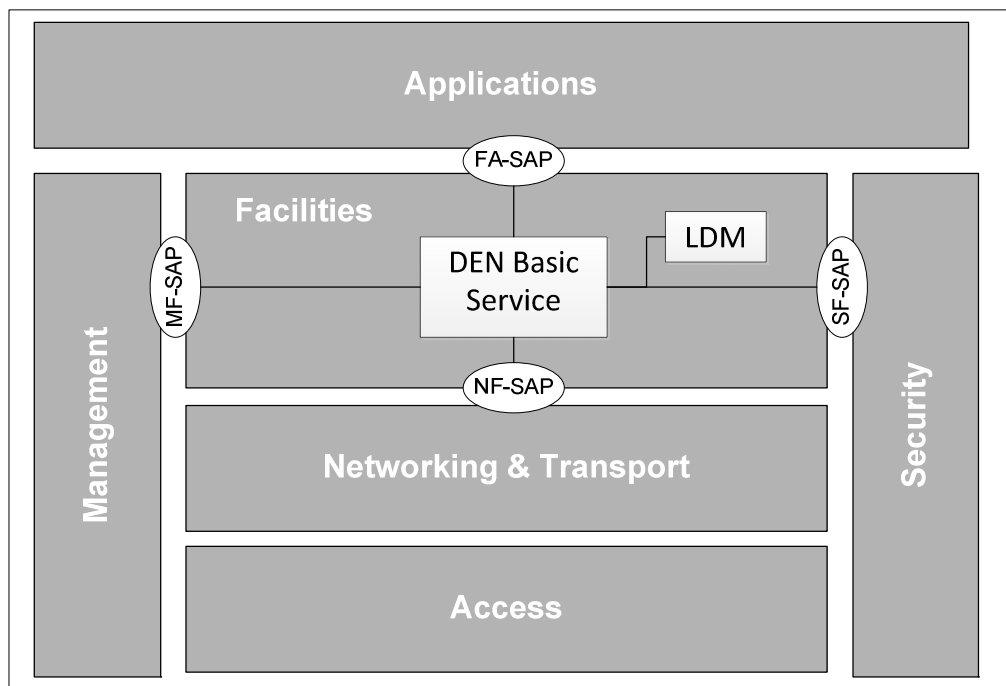 Applications
FA-SAP
Facilities
LDM
DEN Basic
Service
MF-SAP
SF-SAP
NF-SAP
Management
Security
Networking & Transport
Access